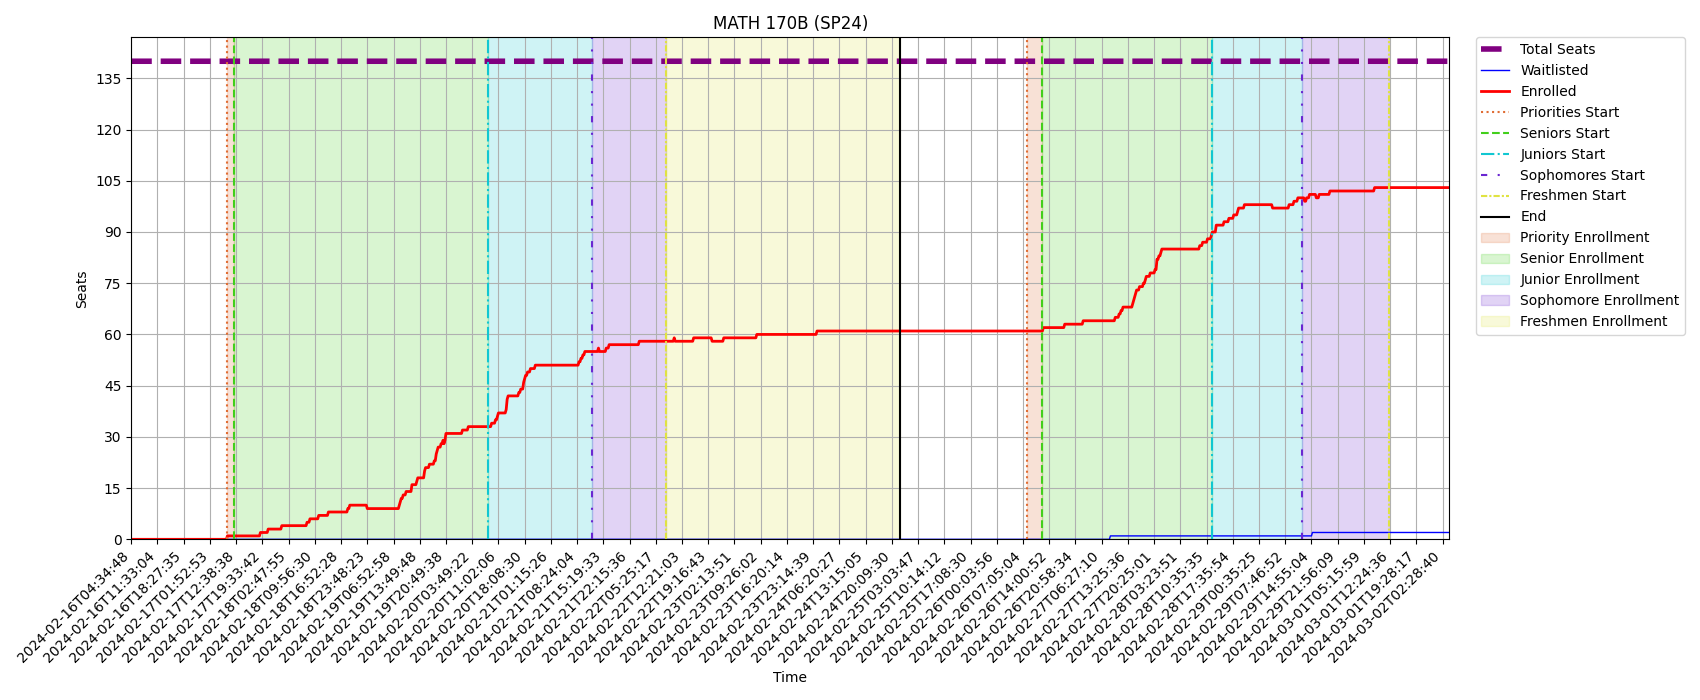 MATH 170B (SP24)
Seats
135
120
105
90
75
60
45
30
15
0
2024-02-16T04:34:48
2024-02-16T11:33:04
2024-02-16T18:27:35
2024-02-17T01:52:53
2024-02-17T12:38:38
2024-02-17T19:33:42
2024-02-18T02:47:55
2024-02-18T09:56:30
2024-02-18T16:52:28
2024-02-18T23:48:23
2024-02-19T06:52:58
2024-02-19T13:49:48
2024-02-19T20:49:38
2024-02-20T03:49:22
2024-02-20T11:02:06
2024-02-20T18:08:30
2024-02-21T01:15:26
2024-02-21T08:24:04
2024-02-21T15:19:33
2024-02-21T22:15:36
2024-02-22T05:25:17
2024-02-22T12:21:03
2024-02-22T19:16:43
2024-02-23T02:13:51
2024-02-23T09:26:02
2024-02-23T16:20:14
2024-02-23T23:14:39
2024-02-24T06:20:27
2024-02-24T13:15:05
2024-02-24T20:09:30
2024-02-25T03:03:47
2024-02-25T10:14:12
2024-02-25T17:08:30
2024-02-26T00:03:56
2024-02-26T07:05:04
2024-02-26T14:00:52
2024-02-26T20:58:34
2024-02-27T06:27:10
2024-02-27T13:25:36
2024-02-27T20:25:01
2024-02-28T03:23:51
2024-02-28T10:35:35
2024-02-28T17:35:54
2024-02-29T00:35:25
2024-02-29T07:46:52
2024-02-29T14:55:04
2024-02-29T21:56:09
2024-03-01T05:15:59
2024-03-01T12:24:36
2024-03-01T19:28:17
2024-03-02T02:28:40
Time
Total Seats
Waitlisted
Enrolled
Priorities Start
Seniors Start
Juniors Start
Sophomores Start
Freshmen Start
End
Priority Enrollment
Senior Enrollment
Junior Enrollment
Sophomore Enrollment
Freshmen Enrollment